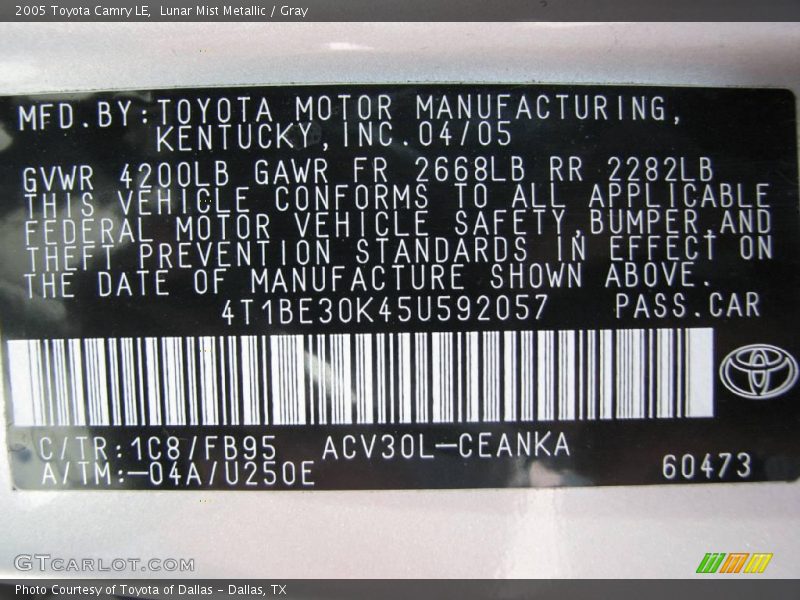 2005 Toyota Camry LE, Lunar Mist Metallic / Gray
MFD.BY:TOYOTA MOTOR MANUFACTURING,
KENTUCKY,INC.04/05
GVWR 4200LB GAWR FR 2668LB RR 2282LB
THIS VEHICLE CONFORMS TO ALL APPLICABLE
FEDERAL MOTOR VEHICLE SAFETY,BUMPER,AND
THEFT PREVENTION STANDARDS IN EFFECT ON
THE DATE OF MANUFACTURE SHOWN ABOVE.
4T1BE30K45U592057 PASS.CAR
C/TR:1C8/FB95 ACV30L-CEANKA
A/TM:-04A/U250E
60473
GTCARLOT.COM
Photo Courtesy of Toyota of Dallas - Dallas, TX